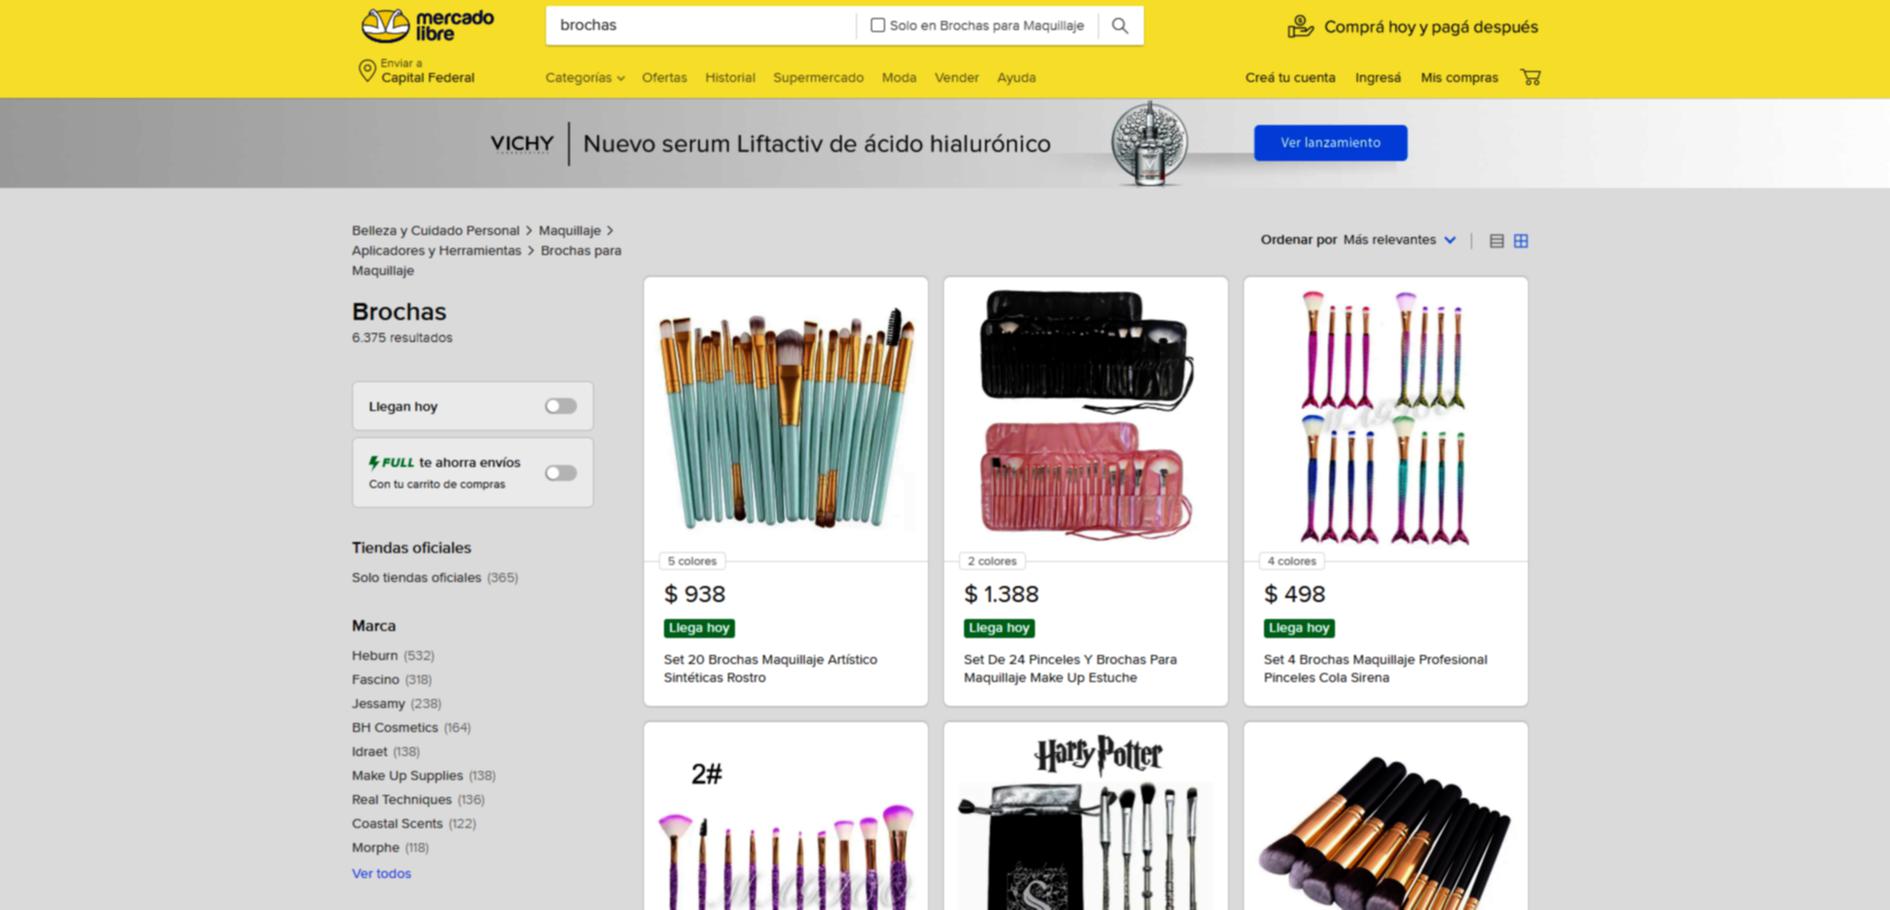 mercado
libre
brochas
Solo en Brochas para Maquillaje
Comprá hoy y pagá después
Enviar a
Capital Federal
Categorías
Ofertas
Historial
Supermercado
Moda
Vender
Ayuda
Creá tu cuenta
Ingresá
Mis compras
VICHY
Nuevo serum Liftactiv de ácido hialurónico
Ver lanzamiento
Belleza y Cuidado Personal > Maquillaje >
Aplicadores y Herramientas > Brochas para
Maquillaje
Ordenar por Más relevantes
Brochas
6.375 resultados
Llegan hoy
FULL te ahorra envíos
Con tu carrito de compras
Tiendas oficiales
Solo tiendas oficiales (365)
Marca
Heburn (532)
Fascino (318)
Jessamy (238)
BH Cosmetics (164)
Idraet (138)
Make Up Supplies (138)
Real Techniques (136)
Coastal Scents (122)
Morphe (118)
Ver todos
5 colores
$ 938
Llega hoy
Set 20 Brochas Maquillaje Artístico
Sintéticas Rostro
2 colores
$ 1.388
Llega hoy
Set De 24 Pinceles Y Brochas Para
Maquillaje Make Up Estuche
4 colores
$ 498
Llega hoy
Set 4 Brochas Maquillaje Profesional
Pinceles Cola Sirena
2#
Harry Potter
S